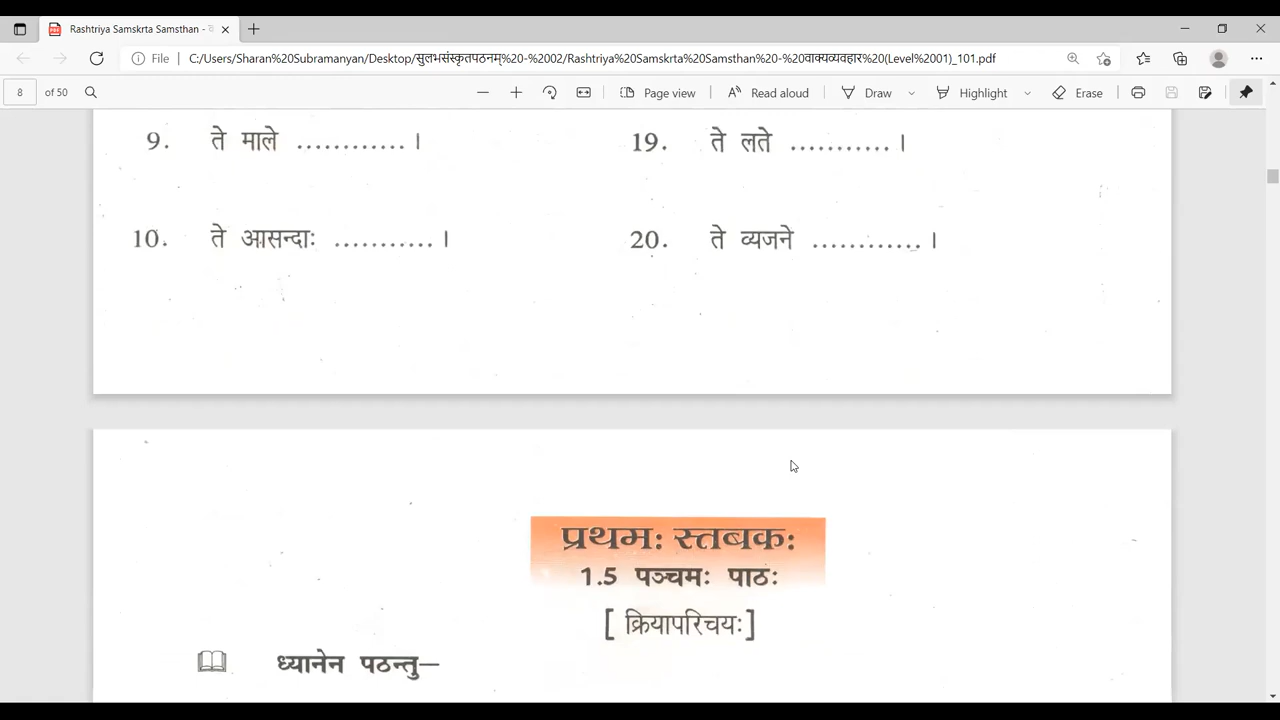 Rashtriya Samskrta Samsthan -
File C:/Users/Sharan%20Subramanyan/Desktop/सुलभसंस्कृतपठनम्%20-%2002/Rashtriya%20Samskrta%20Samsthan%20-%20वाक्यव्यवहार%20(Level%2001)_101.pdf
8 of 50 Page view Read aloud Draw Highlight Erase
9. ते माले ............ ।
19. ते लते ........... ।
10. ते आसन्दाः ........... ।
20. ते व्यजने ............ ।
प्रथमः स्तबकः
1.5 पञ्चमः पाठः
[ क्रियापरिचयः ]
ध्यानेन पठन्तु—